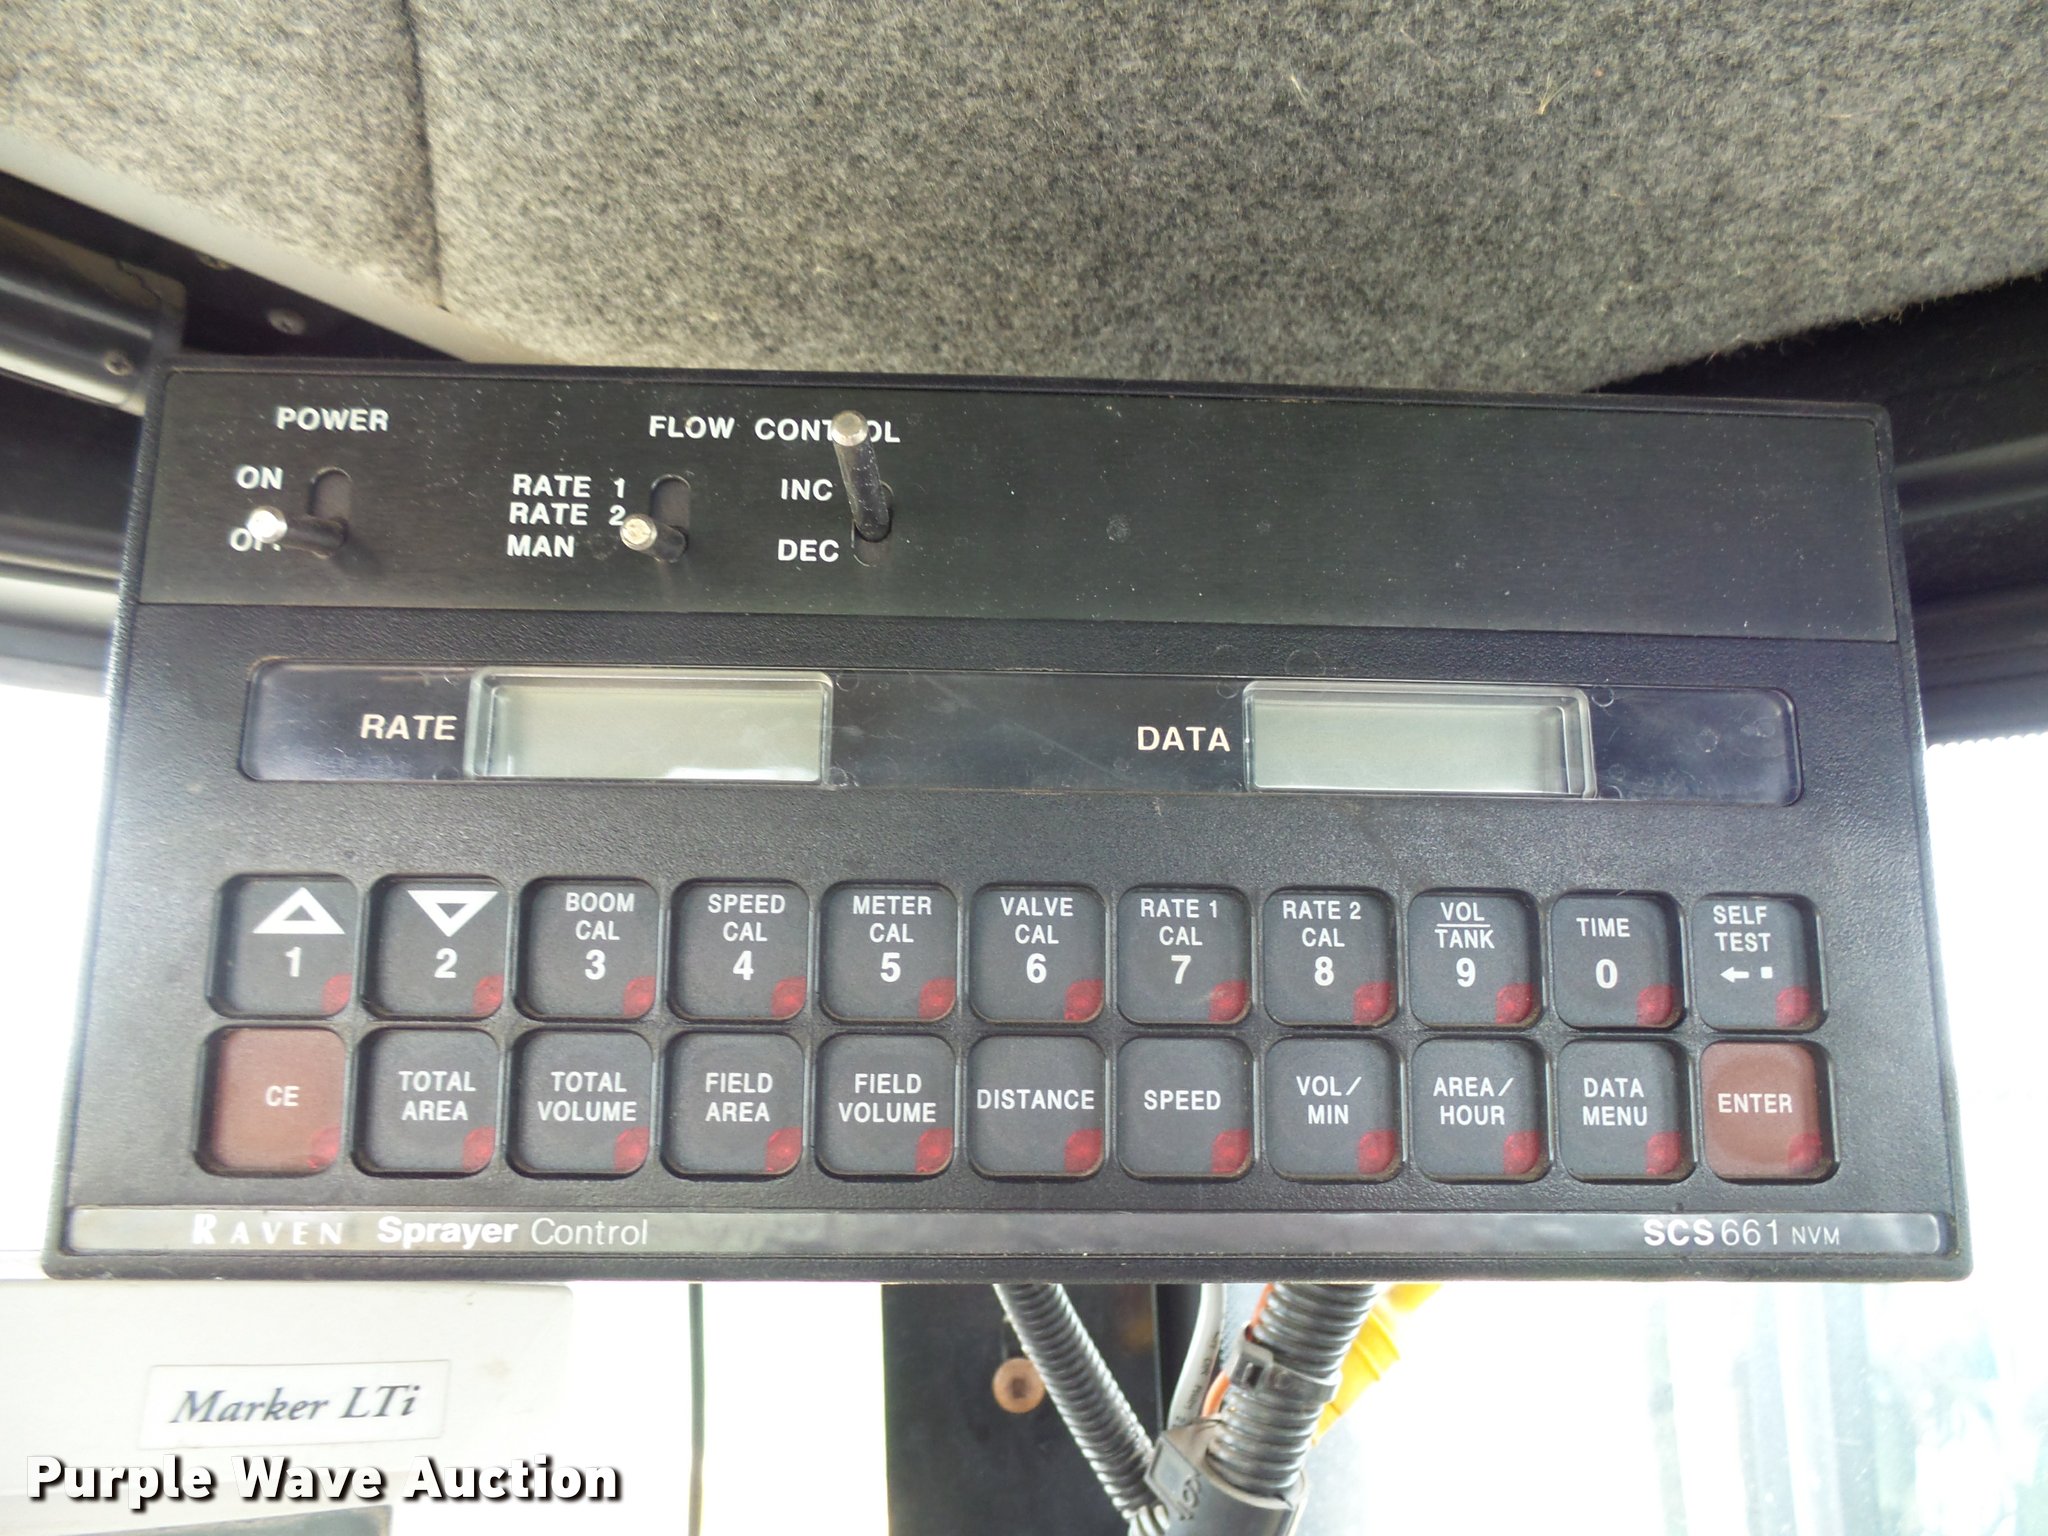 POWER
FLOW CONTROL
ON
OFF
RATE 1
RATE 2
MAN
INC
DEC
RATE
DATA
1
2
BOOM
CAL
3
SPEED
CAL
4
METER
CAL
5
VALVE
CAL
6
RATE 1
CAL
7
RATE 2
CAL
8
VOL
TANK
9
TIME
0
SELF
TEST
CE
TOTAL
AREA
TOTAL
VOLUME
FIELD
AREA
FIELD
VOLUME
DISTANCE
SPEED
VOL/
MIN
AREA/
HOUR
DATA
MENU
ENTER
RAVEN Sprayer Control
SCS 661 NVM
Marker LTi
Purple Wave Auction